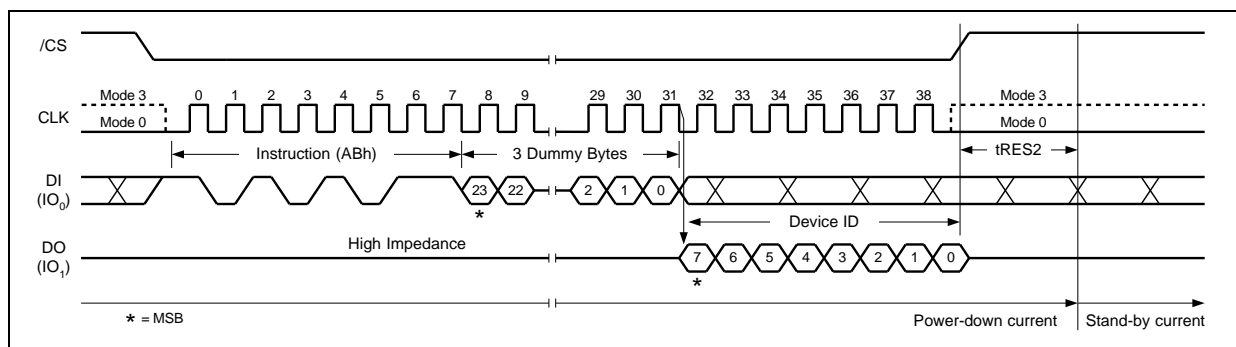 /CS
Mode 3 0 1 2 3 4 5 6 7 8 9 29 30 31 32 33 34 35 36 37 38 Mode 3
CLK
Mode 0 Mode 0
Instruction (ABh) 3 Dummy Bytes tRES2
DI
(IO0)
23 22 2 1 0
*
Device ID
High Impedance
DO
(IO1)
7 6 5 4 3 2 1 0
*
* = MSB
Power-down current Stand-by current